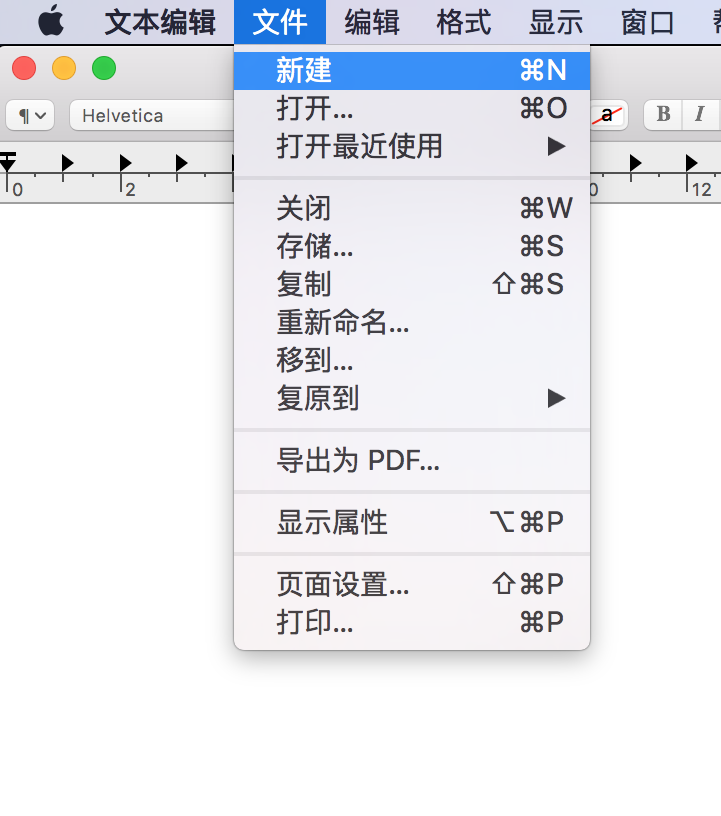 文本编辑 文件 编辑 格式 显示 窗口
¶ Helvetica a B I
0 2 0 12
新建 ⌘N
打开... ⌘O
打开最近使用 ▶
关闭 ⌘W
存储... ⌘S
复制 ⇧⌘S
重新命名...
移到...
复原到 ▶
导出为 PDF...
显示属性 ⌥⌘P
页面设置... ⇧⌘P
打印... ⌘P